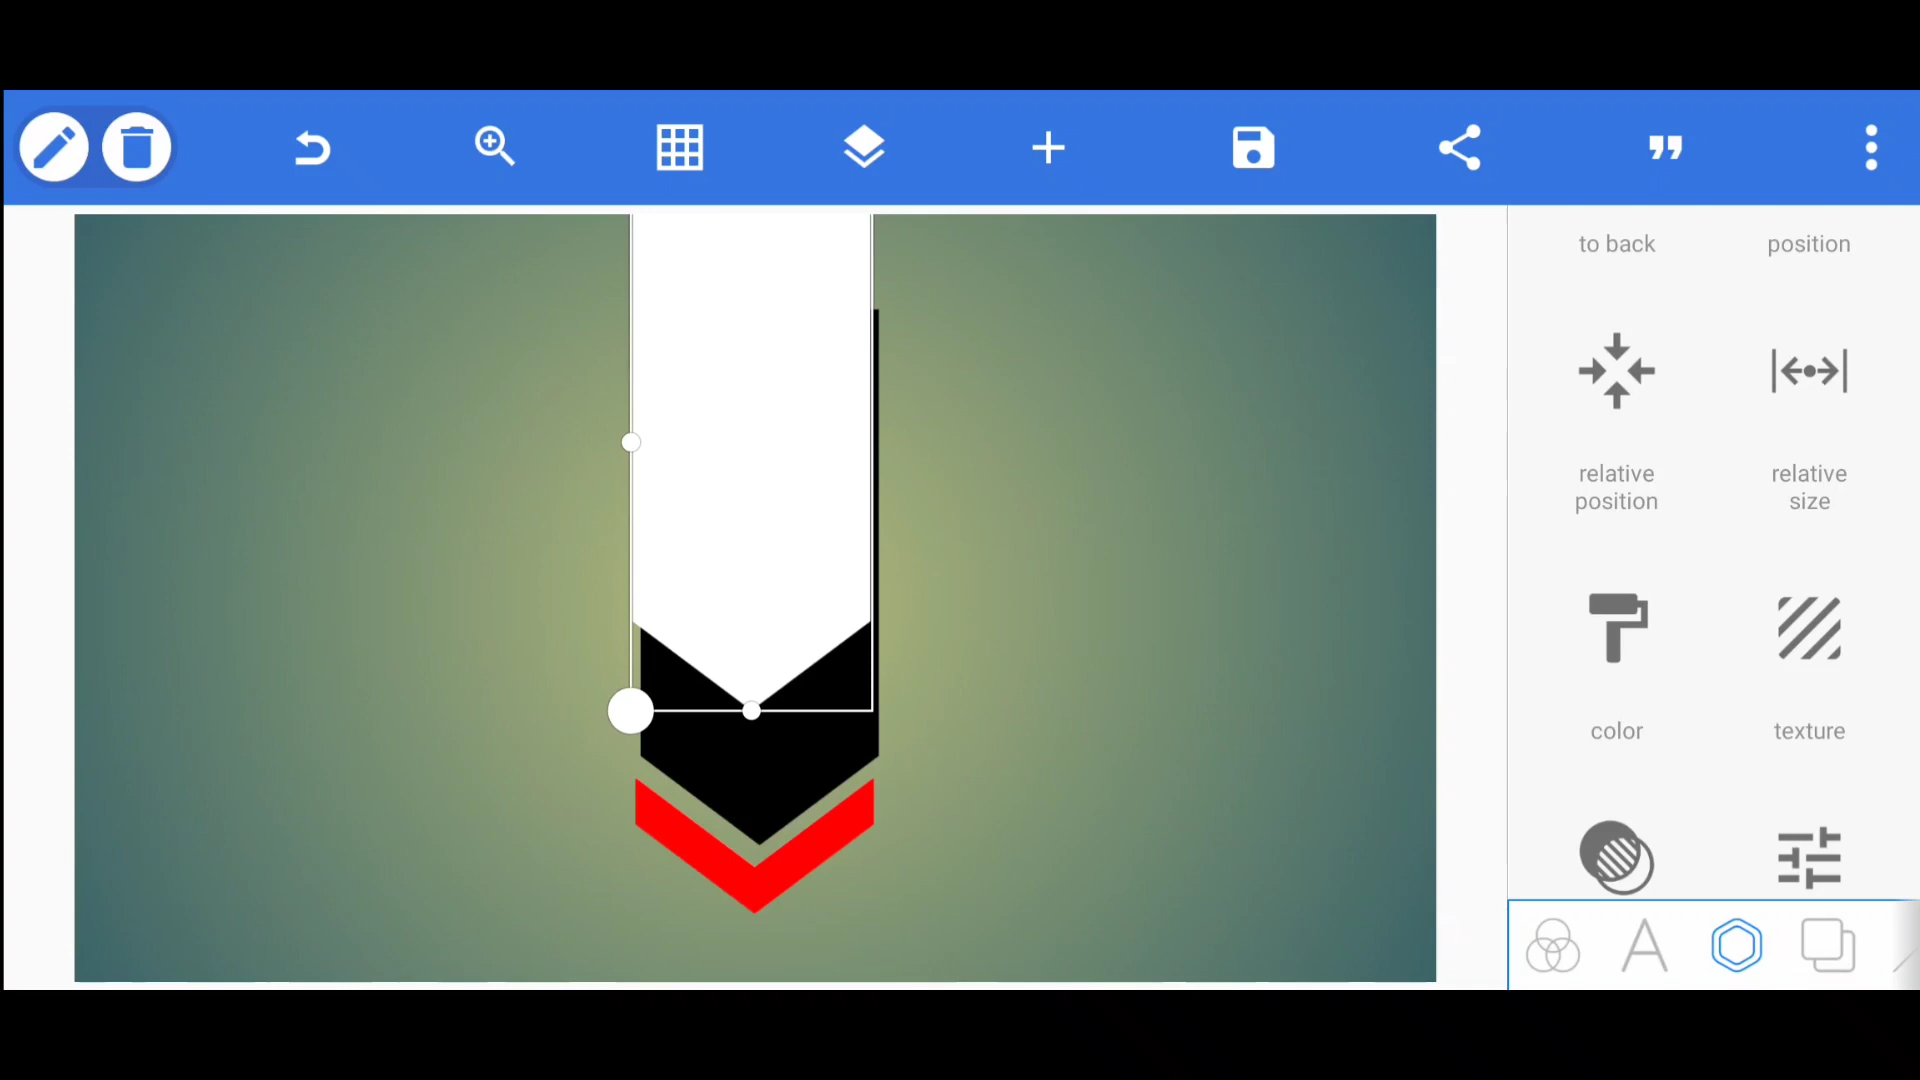 to back
position
relative
position
relative
size
color
texture